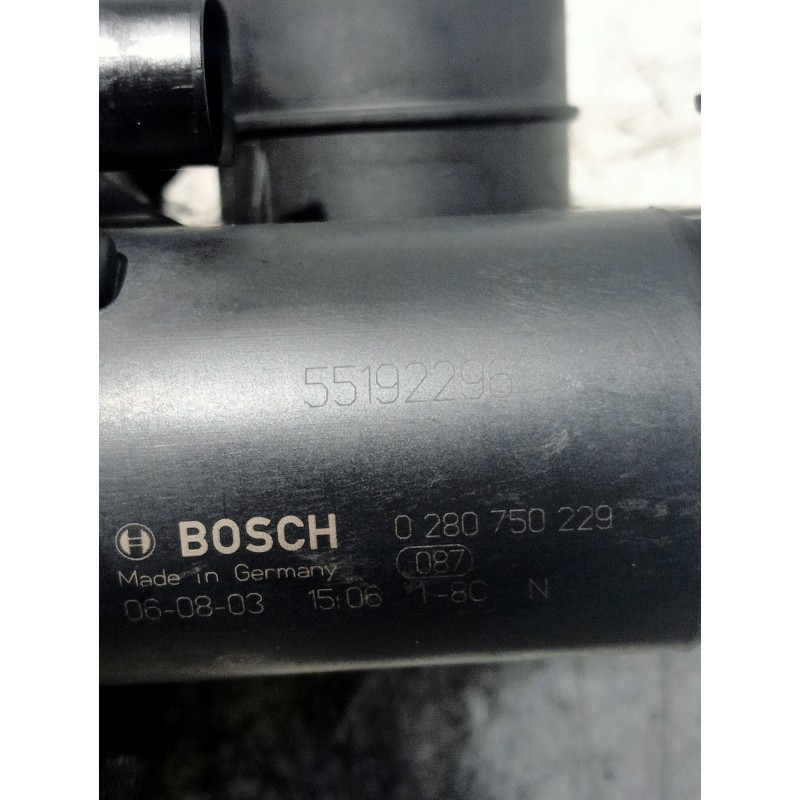 55192296
BOSCH 0 280 750 229
Made in Germany 087
06-08-03 15:06 1-8C N